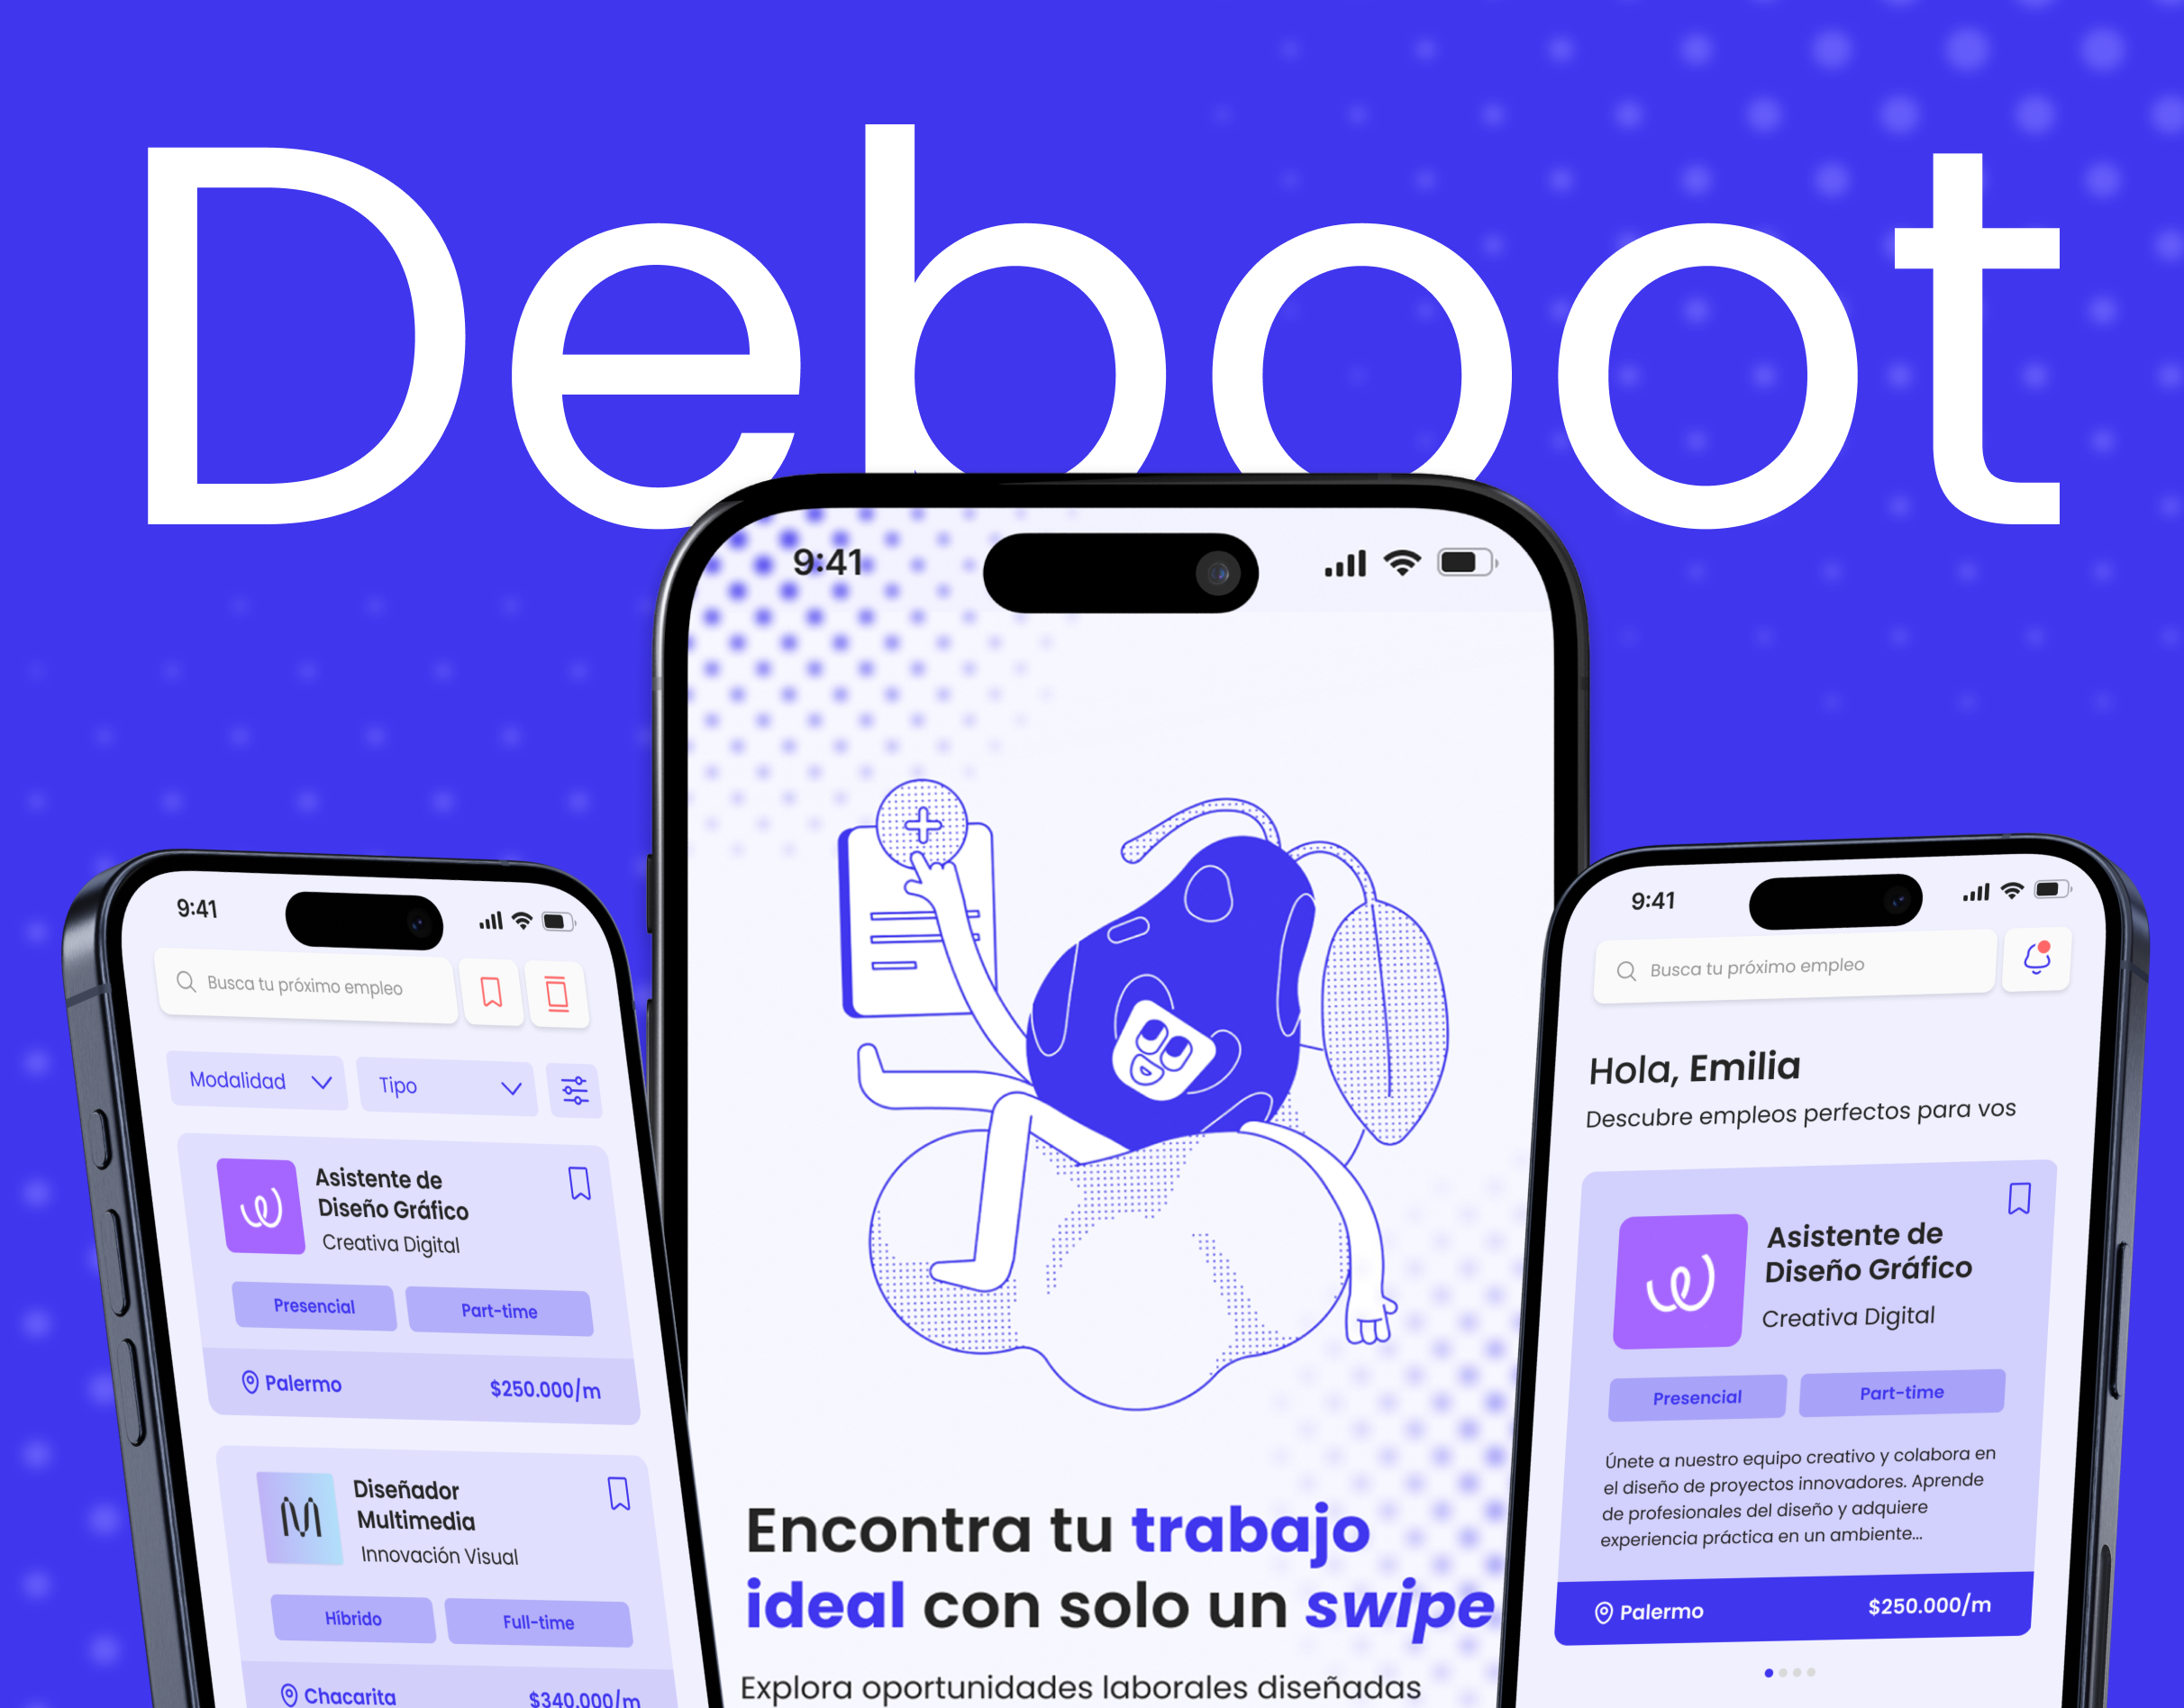 Deboot
9:41
Busca tu próximo empleo
Modalidad
Tipo
Asistente de
Diseño Gráfico
Creativa Digital
Presencial
Part-time
Palermo
$250.000/m
Diseñador
Multimedia
Innovación Visual
Híbrido
Full-time
Chacarita
$340.000/m
9:41
Encontra tu trabajo
ideal con solo un swipe
Explora oportunidades laborales diseñadas
9:41
Busca tu próximo empleo
Hola, Emilia
Descubre empleos perfectos para vos
Asistente de
Diseño Gráfico
Creativa Digital
Presencial
Part-time
Únete a nuestro equipo creativo y colabora en
el diseño de proyectos innovadores. Aprende
de profesionales del diseño y adquiere
experiencia práctica en un ambiente...
Palermo
$250.000/m